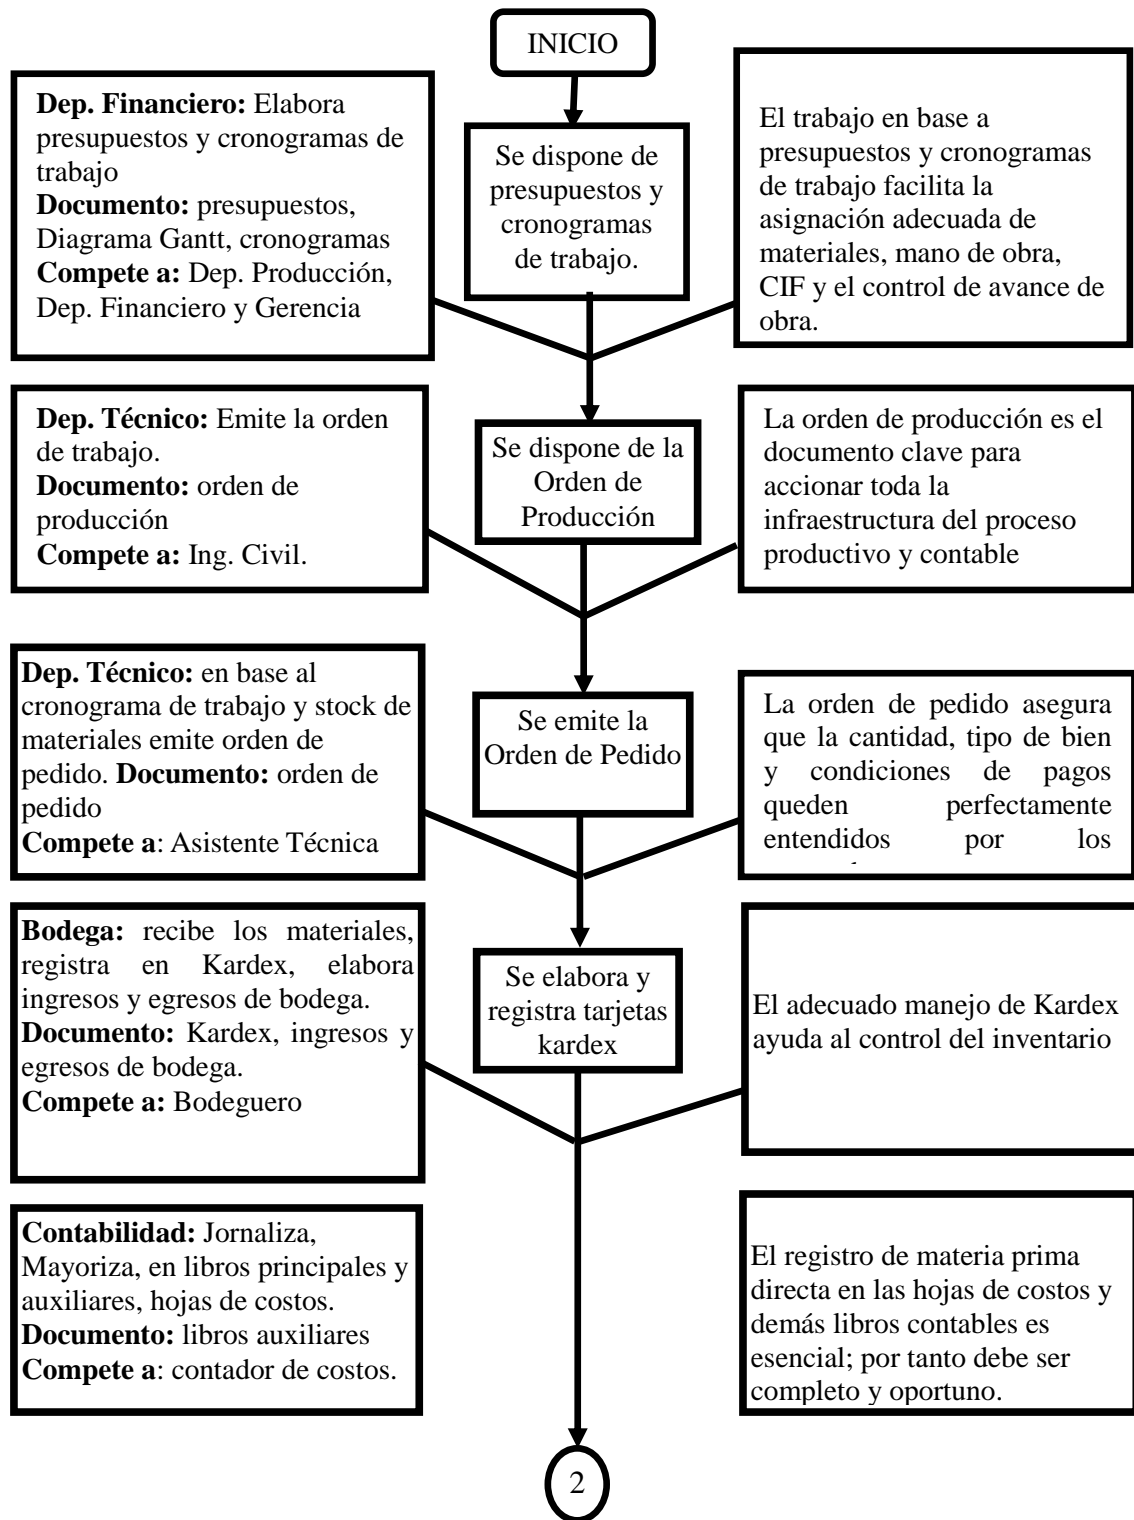 INICIO
Dep. Financiero: Elabora
presupuestos y cronogramas de
trabajo
Documento: presupuestos,
Diagrama Gantt, cronogramas
Compete a: Dep. Producción,
Dep. Financiero y Gerencia
Se dispone de
presupuestos y
cronogramas
de trabajo.
El trabajo en base a
presupuestos y cronogramas
de trabajo facilita la
asignación adecuada de
materiales, mano de obra,
CIF y el control de avance de
obra.
Dep. Técnico: Emite la orden
de trabajo.
Documento: orden de
producción
Compete a: Ing. Civil.
Se dispone de la
Orden de
Producción
La orden de producción es el
documento clave para
accionar toda la
infraestructura del proceso
productivo y contable
Dep. Técnico: en base al
cronograma de trabajo y stock de
materiales emite orden de
pedido. Documento: orden de
pedido
Compete a: Asistente Técnica
Se emite la
Orden de Pedido
La orden de pedido asegura
que la cantidad, tipo de bien
y condiciones de pagos
queden perfectamente
entendidos por los
Bodega: recibe los materiales,
registra en Kardex, elabora
ingresos y egresos de bodega.
Documento: Kardex, ingresos y
egresos de bodega.
Compete a: Bodeguero
Se elabora y
registra tarjetas
kardex
El adecuado manejo de Kardex
ayuda al control del inventario
Contabilidad: Jornaliza,
Mayoriza, en libros principales y
auxiliares, hojas de costos.
Documento: libros auxiliares
Compete a: contador de costos.
El registro de materia prima
directa en las hojas de costos y
demás libros contables es
esencial; por tanto debe ser
completo y oportuno.
2